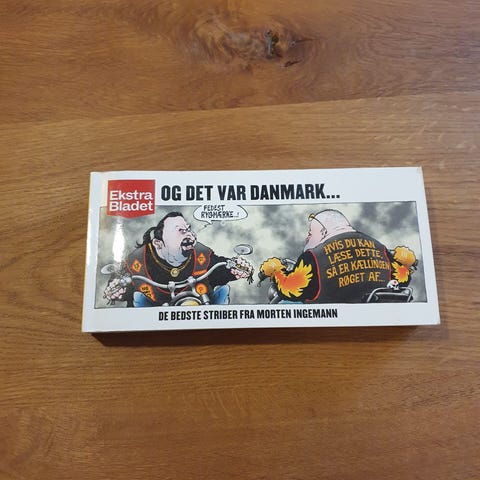 Ekstra
Bladet
OG DET VAR DANMARK...
FEDEST
RYGMÆRKE..!
HVIS DU KAN
LÆSE DETTE,
SÅ ER KÆLLINGEN
RØGET AF...
DE BEDSTE STRIBER FRA MORTEN INGEMANN